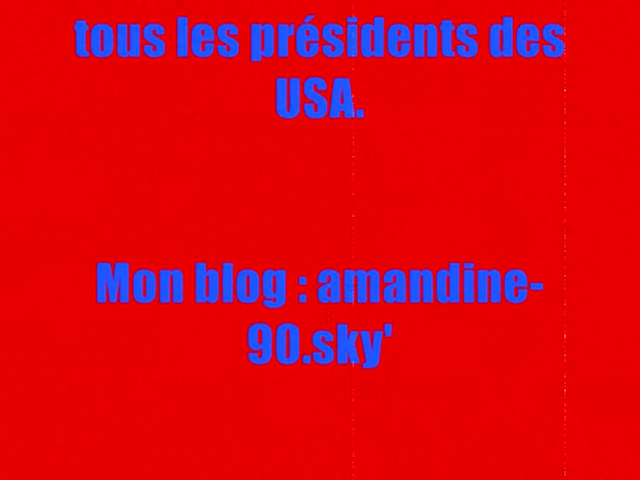 tous les présidents des
USA.
Mon blog : amandine-
90.sky'